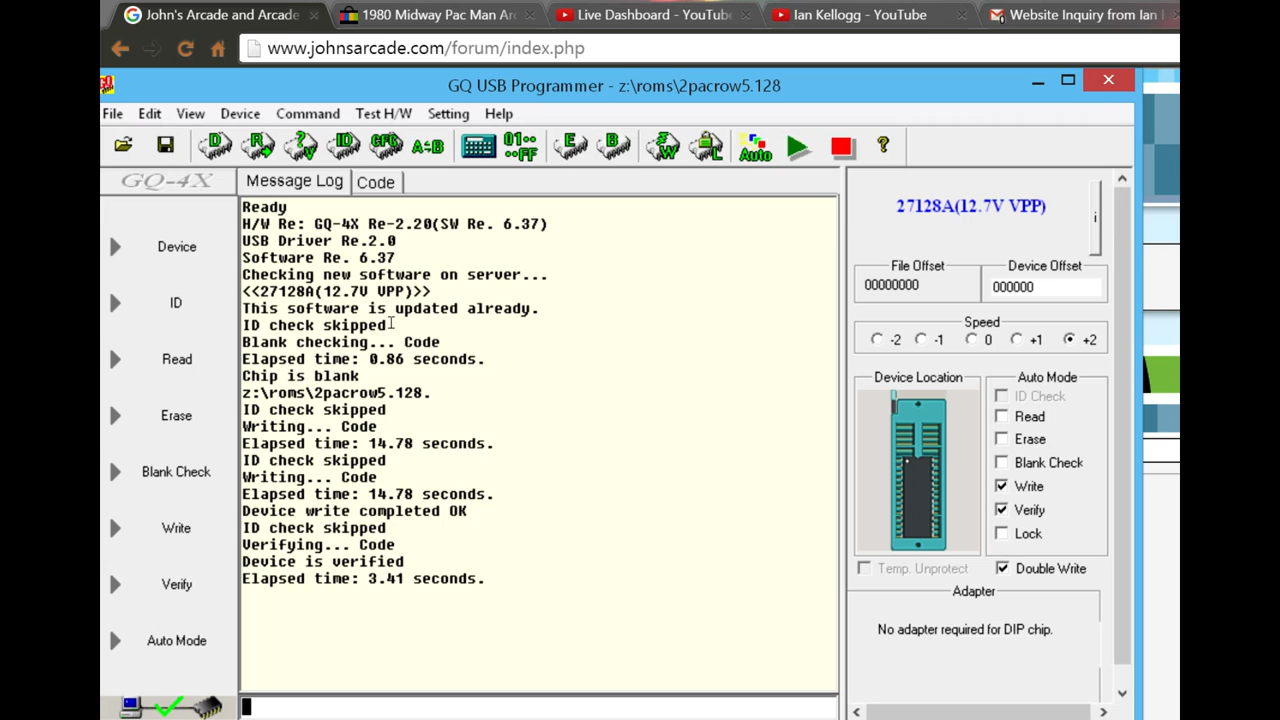 John's Arcade and Arcade
1980 Midway Pac Man Ar
Live Dashboard - YouTube
Ian Kellogg - YouTube
Website Inquiry from Ian
www.johnsarcade.com/forum/index.php
GQ USB Programmer - z:\roms\2pacrow5.128
File Edit View Device Command Test H/W Setting Help
D R ?V ID CFG A=B 01-- --FF E B W L Auto ?
GQ-4X
Message Log Code
Ready
H/W Re: GQ-4X Re-2.20(SW Re. 6.37)
USB Driver Re.2.0
Software Re. 6.37
Checking new software on server...
<<27128A(12.7V VPP)>>
This software is updated already.
ID check skipped
Blank checking... Code
Elapsed time: 0.86 seconds.
Chip is blank
z:\roms\2pacrow5.128.
ID check skipped
Writing... Code
Elapsed time: 14.78 seconds.
ID check skipped
Writing... Code
Elapsed time: 14.78 seconds.
Device write completed OK
ID check skipped
Verifying... Code
Device is verified
Elapsed time: 3.41 seconds.
Device
ID
Read
Erase
Blank Check
Write
Verify
Auto Mode
27128A(12.7V VPP)
i
File Offset Device Offset
00000000 000000
Speed
-2 -1 0 +1 +2
Device Location
Auto Mode
ID Check
Read
Erase
Blank Check
Write
Verify
Lock
Temp. Unprotect Double Write
Adapter
No adapter required for DIP chip.